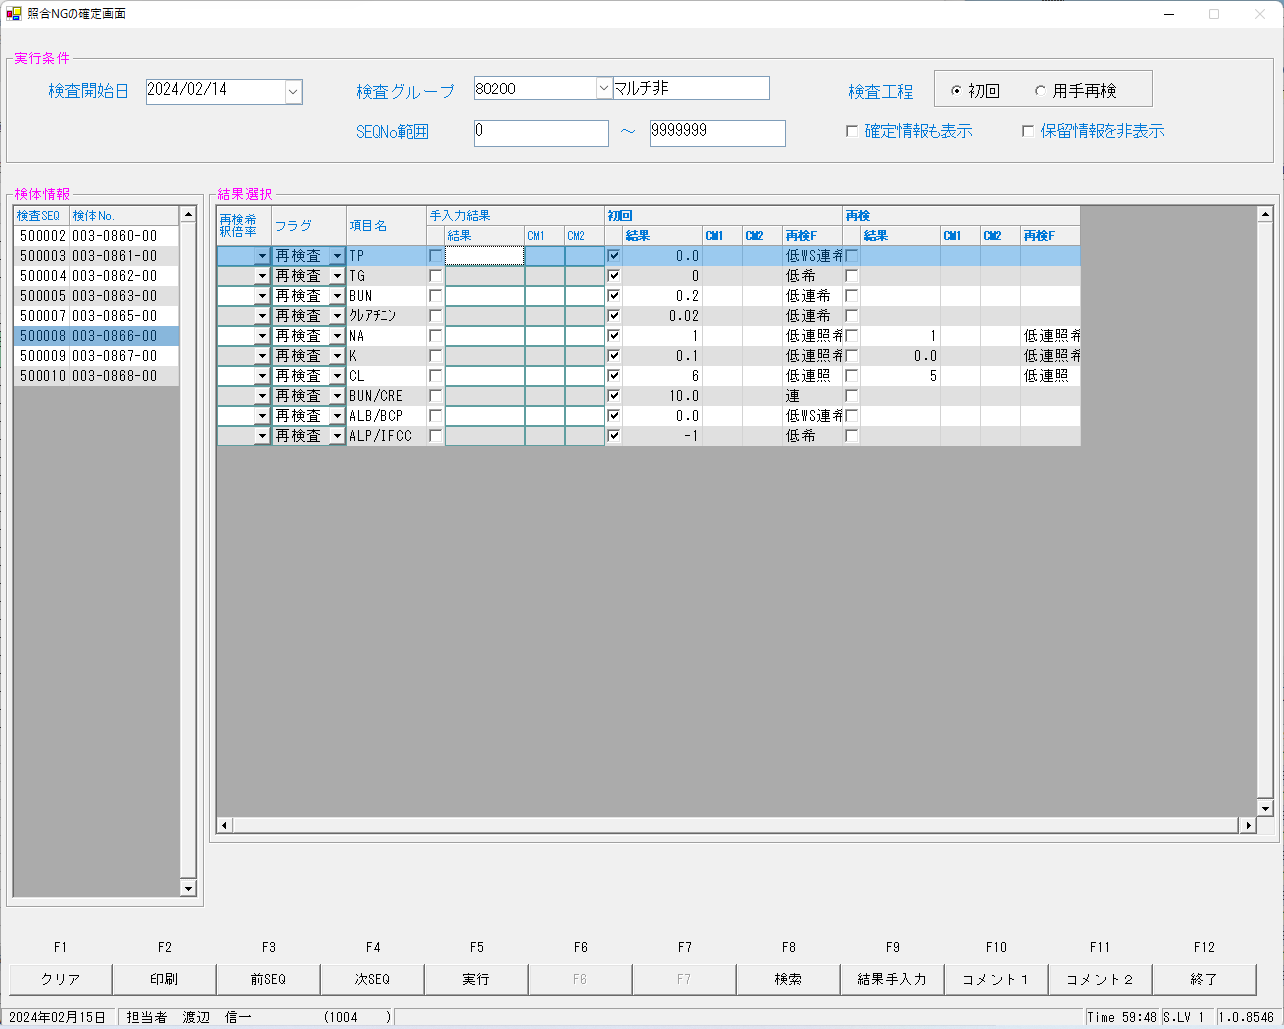 照合NGの確定画面
実行条件
検査開始日 2024/02/14 検査グループ 80200 マルチ非 検査工程 初回 用手再検
SEQNo範囲 0 ～ 9999999 確定情報も表示 保留情報を非表示
検体情報
検査SEQ 検体No.
500002 003-0860-00
500003 003-0861-00
500004 003-0862-00
500005 003-0863-00
500007 003-0865-00
500008 003-0866-00
500009 003-0867-00
500010 003-0868-00
結果選択
再検希釈倍率 フラグ 項目名 手入力結果 初回 再検
結果 CM1 CM2 結果 CM1 CM2 再検F 結果 CM1 CM2 再検F
再検査 TP 0.0 低WS連希
再検査 TG 0 低希
再検査 BUN 0.2 低連希
再検査 ｸﾚｱﾁﾆﾝ 0.02 低連希
再検査 NA 1 低連照希 1 低連照希
再検査 K 0.1 低連照希 0.0 低連照希
再検査 CL 6 低連照 5 低連照
再検査 BUN/CRE 10.0 連
再検査 ALB/BCP 0.0 低WS連希
再検査 ALP/IFCC -1 低希
F1 F2 F3 F4 F5 F6 F7 F8 F9 F10 F11 F12
クリア 印刷 前SEQ 次SEQ 実行 F6 F7 検索 結果手入力 コメント１ コメント２ 終了
2024年02月15日 担当者 渡辺 信一 (1004 ) Time 59:48 S.LV 1 1.0.8546